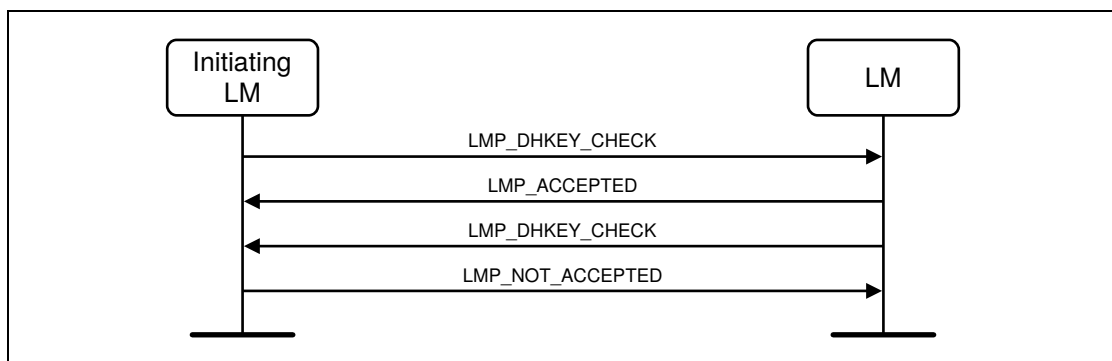 Initiating
LM
LM
LMP_DHKEY_CHECK
LMP_ACCEPTED
LMP_DHKEY_CHECK
LMP_NOT_ACCEPTED